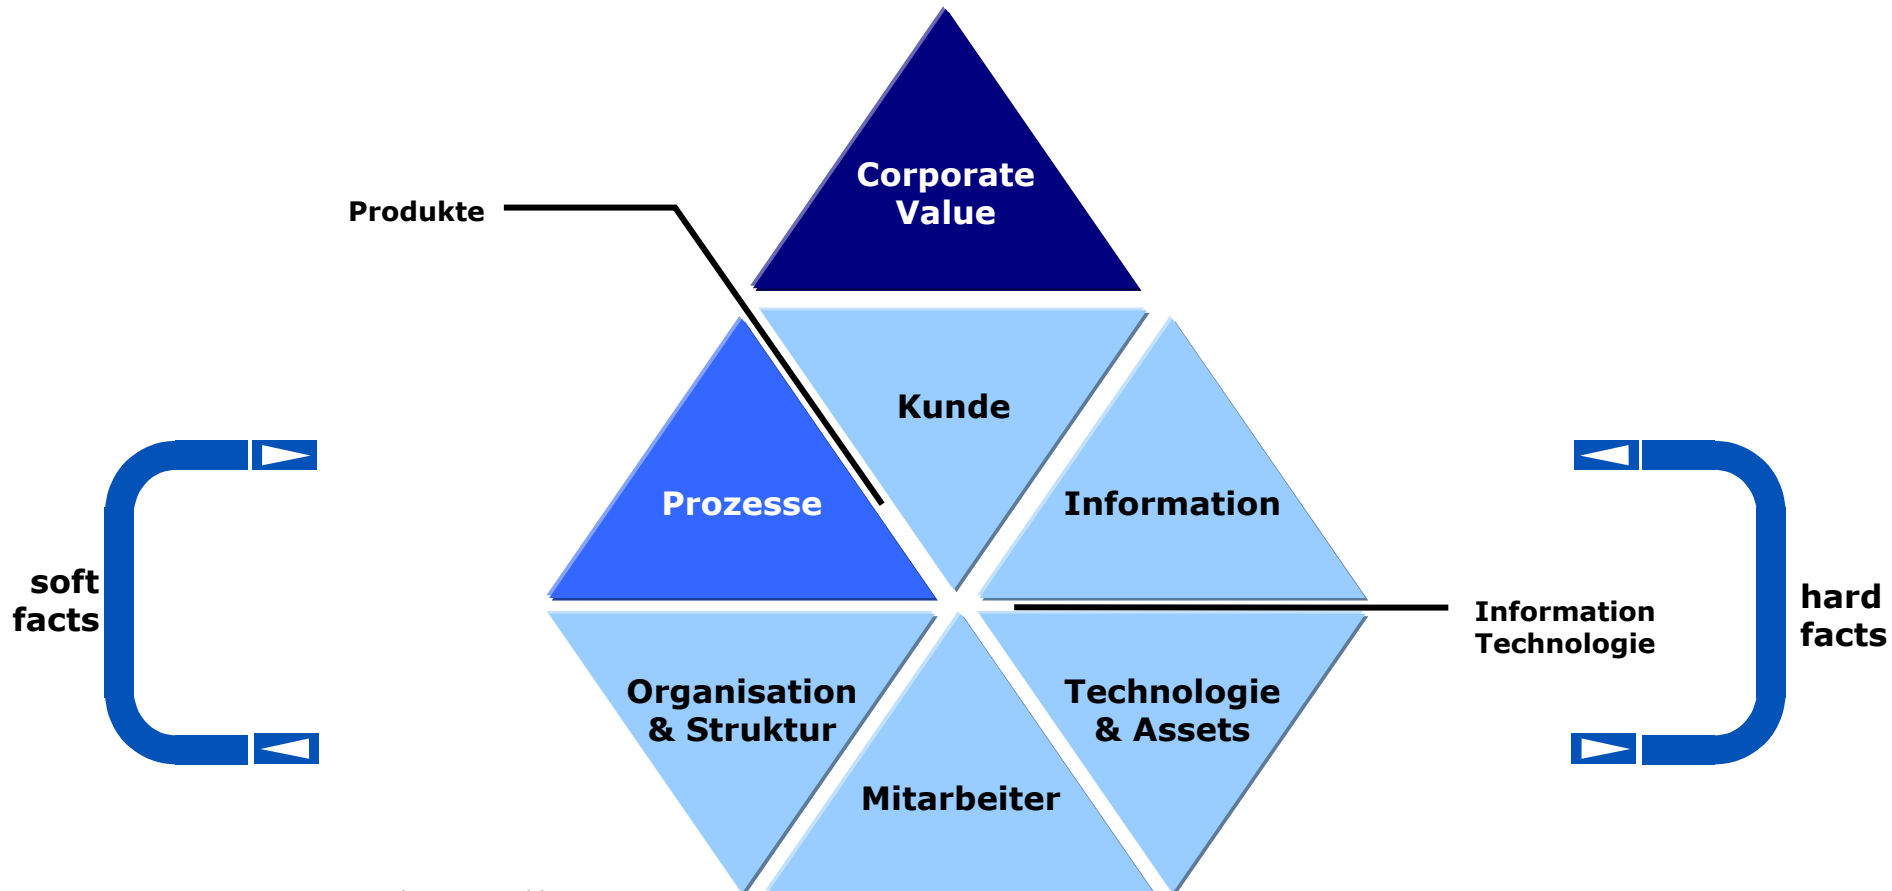 Corporate
Value
Produkte
Kunde
Prozesse
Information
soft
facts
Information
Technologie
hard
facts
Organisation
& Struktur
Technologie
& Assets
Mitarbeiter